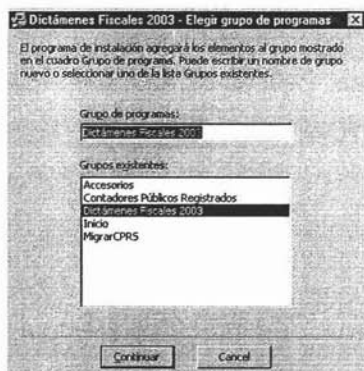 Dictámenes Fiscales 2003 - Elegir grupo de programas
El programa de instalación agregará los elementos al grupo mostrado
en el cuadro Grupo de programa. Puede escribir un nombre de grupo
nuevo o seleccionar uno de la lista Grupos existentes.
Grupo de programas:
Dictámenes Fiscales 2003
Grupos existentes:
Accesorios
Contadores Públicos Registrados
Dictámenes Fiscales 2003
Inicio
MigrarCPRS
Continuar
Cancel